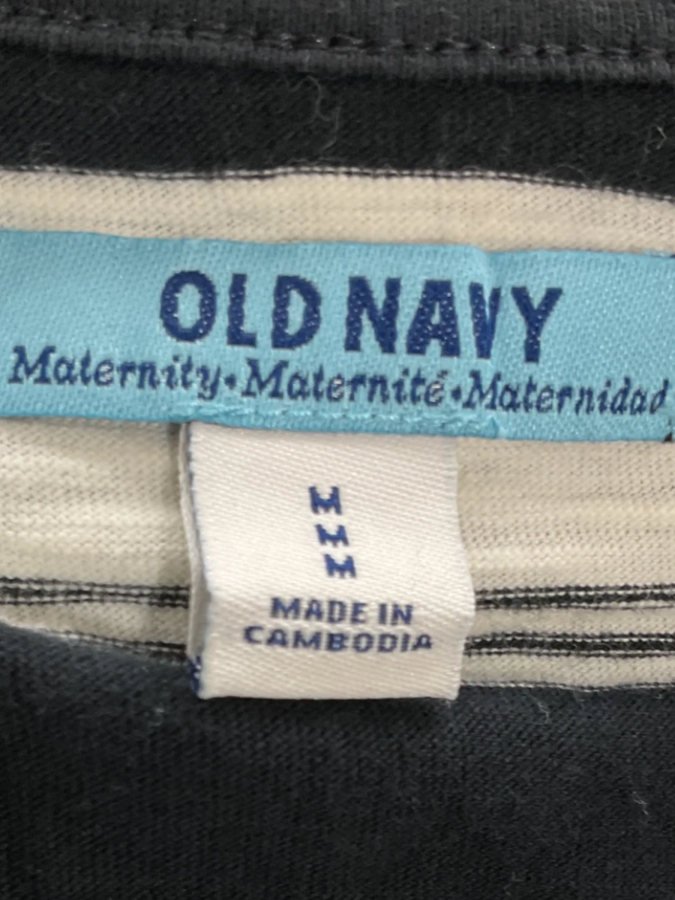 OLD NAVY
Maternity•Maternité•Maternidad
M
M
M
MADE IN
CAMBODIA